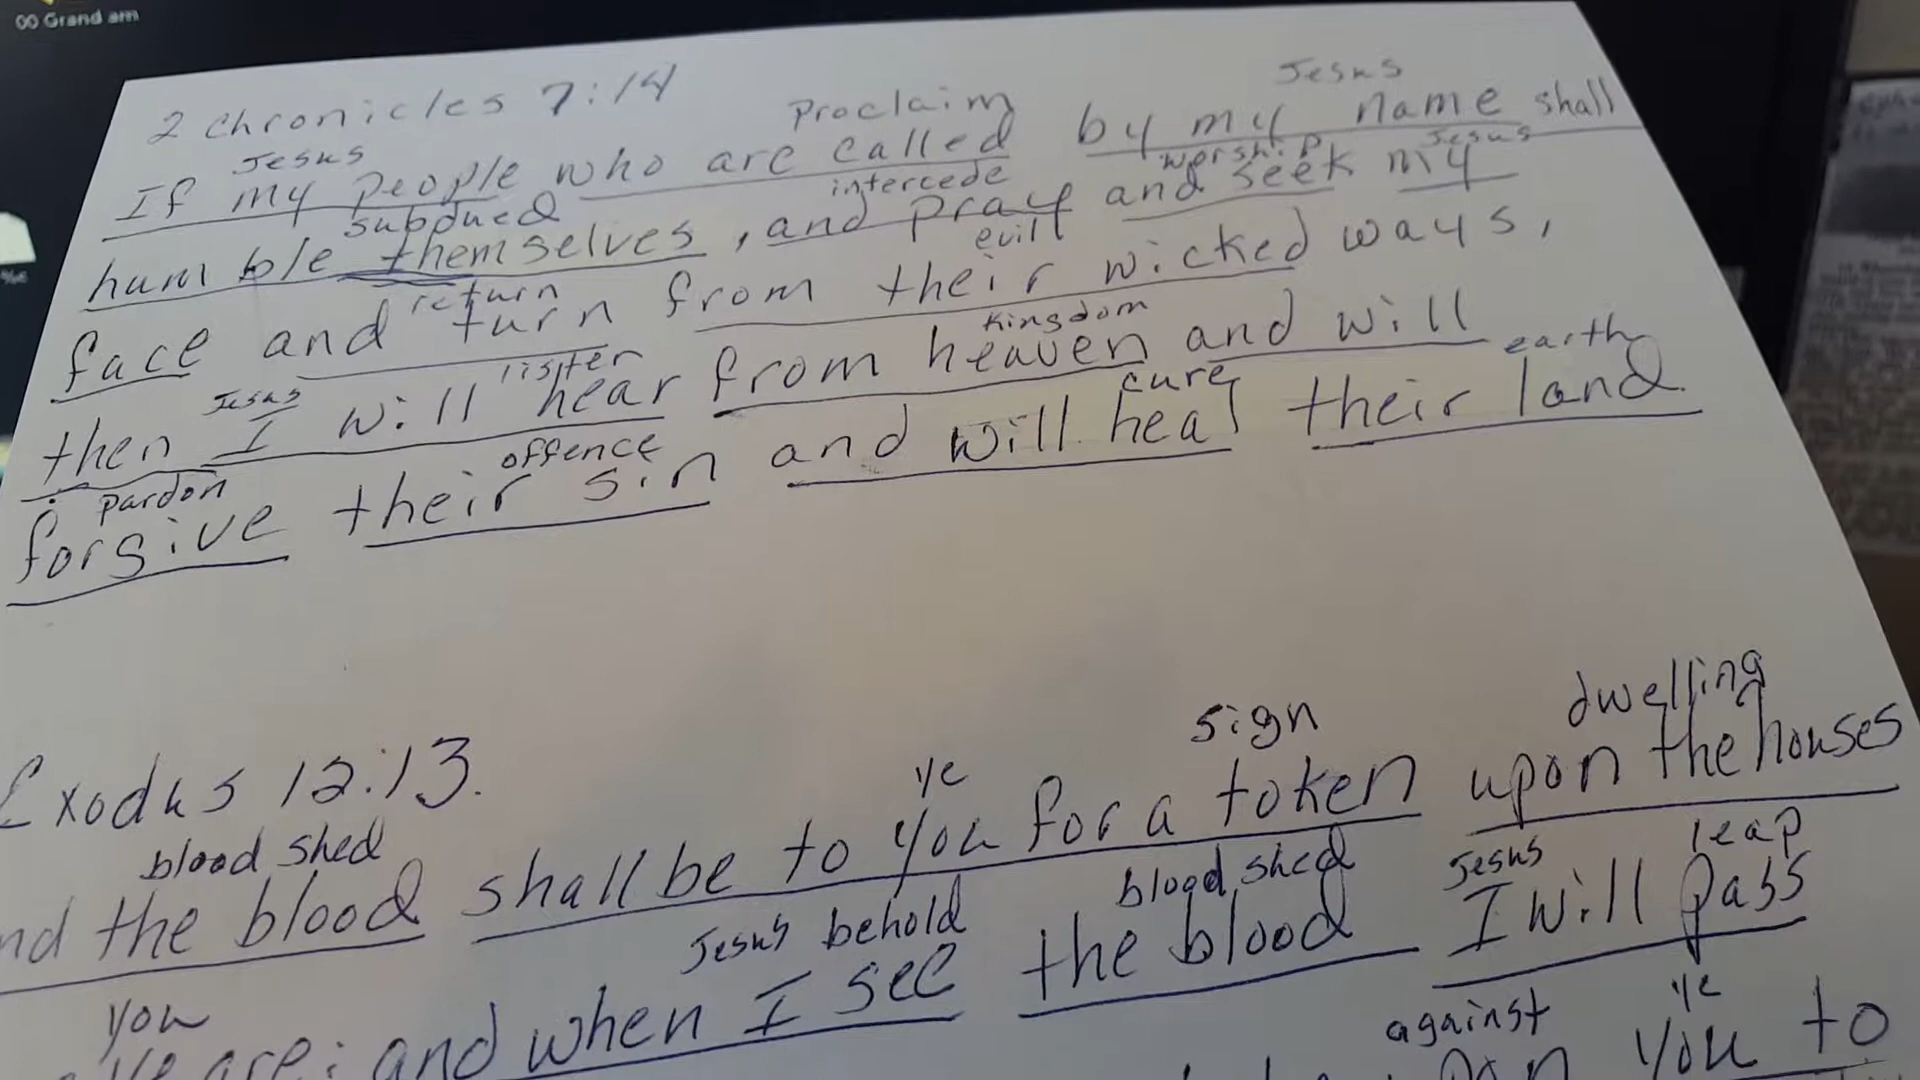 00 Grand am
2 Chronicles 7:14
Jesus Proclaim Jesus
If my people who are called by my name shall
subdued intercede worship Jesus
humble themselves, and pray and seek my
return evill
face and turn from their wicked ways,
Jesus listen kingdom
then I will hear from heaven and will
pardon offence cure earth
forgive their sin and will heal their land
Exodus 12:13.
blood shed ye sign dwelling
nd the blood shall be to you for a token upon the houses
you Jesus behold blood shed Jesus leap
ye are: and when I see the blood I will pass
against ye
you to